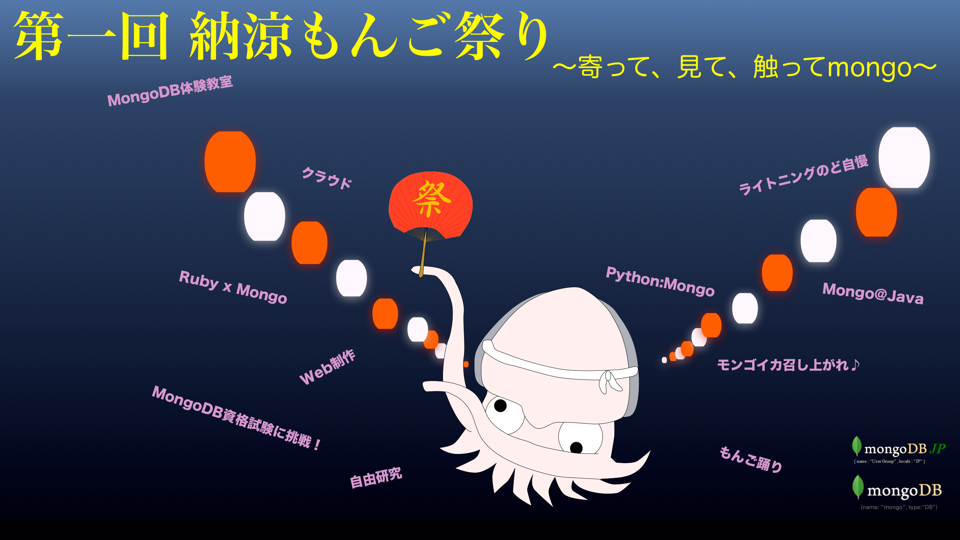 第一回 納涼もんご祭り
〜寄って、見て、触ってmongo〜
MongoDB体験教室
クラウド
祭
ライトニングのど自慢
Ruby x Mongo
Python:Mongo
Mongo@Java
Web制作
モンゴイカ召し上がれ♪
MongoDB資格試験に挑戦！
自由研究
もんご踊り
mongoDB JP
{ name : "User Group" , locale : "JP" }
mongoDB
{name: "mongo", type:"DB"}